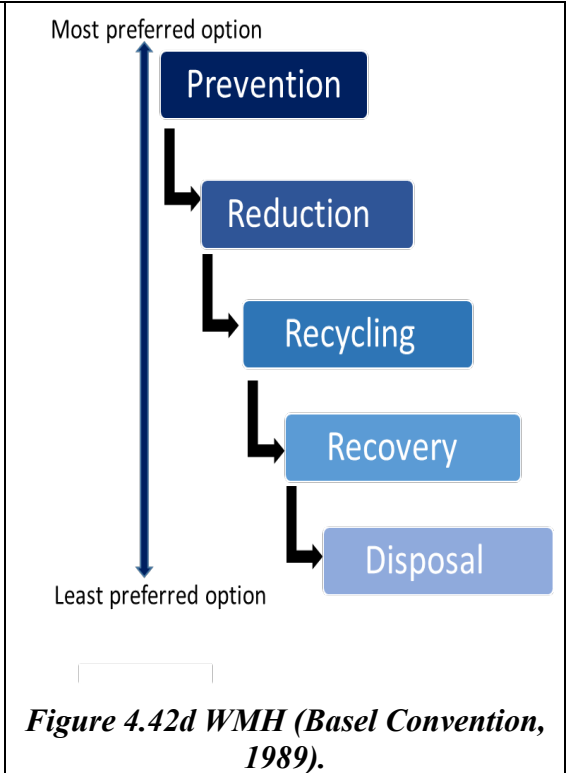 Most preferred option
Prevention
Reduction
Recycling
Recovery
Disposal
Least preferred option
Figure 4.42d WMH (Basel Convention,
1989).